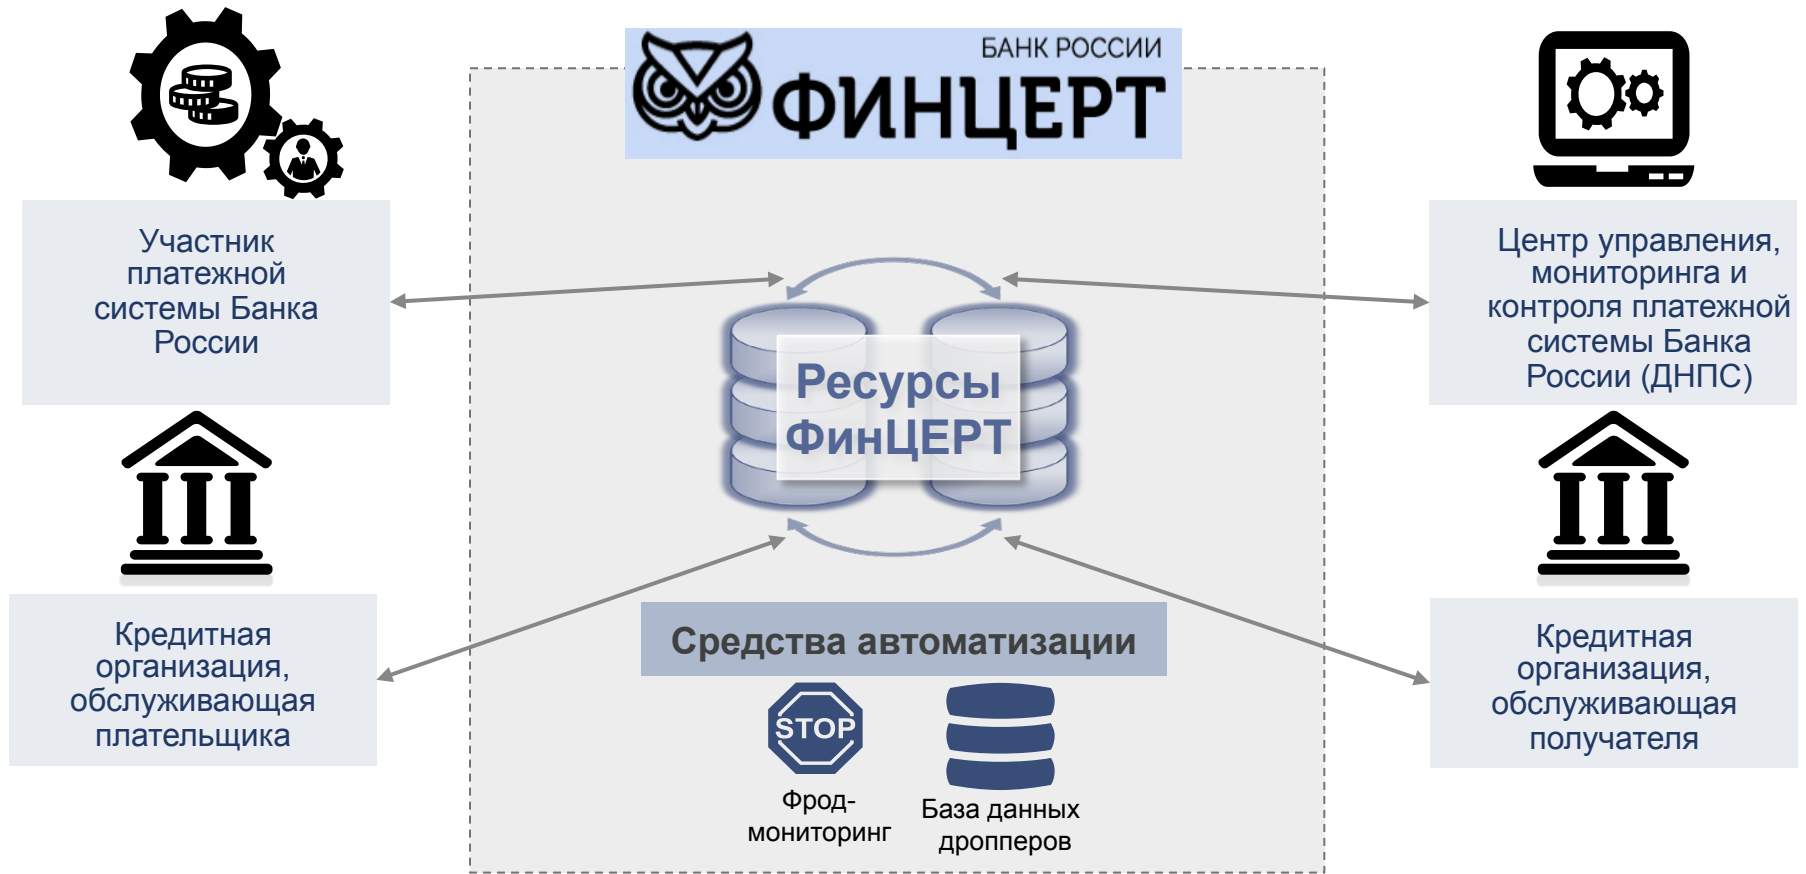 БАНК РОССИИ
ФИНЦЕРТ
Участник
платежной
системы Банка
России
Центр управления,
мониторинга и
контроля платежной
системы Банка
России (ДНПС)
Ресурсы
ФинЦЕРТ
Кредитная
организация,
обслуживающая
плательщика
Кредитная
организация,
обслуживающая
получателя
Средства автоматизации
STOP
Фрод-
мониторинг
База данных
дропперов